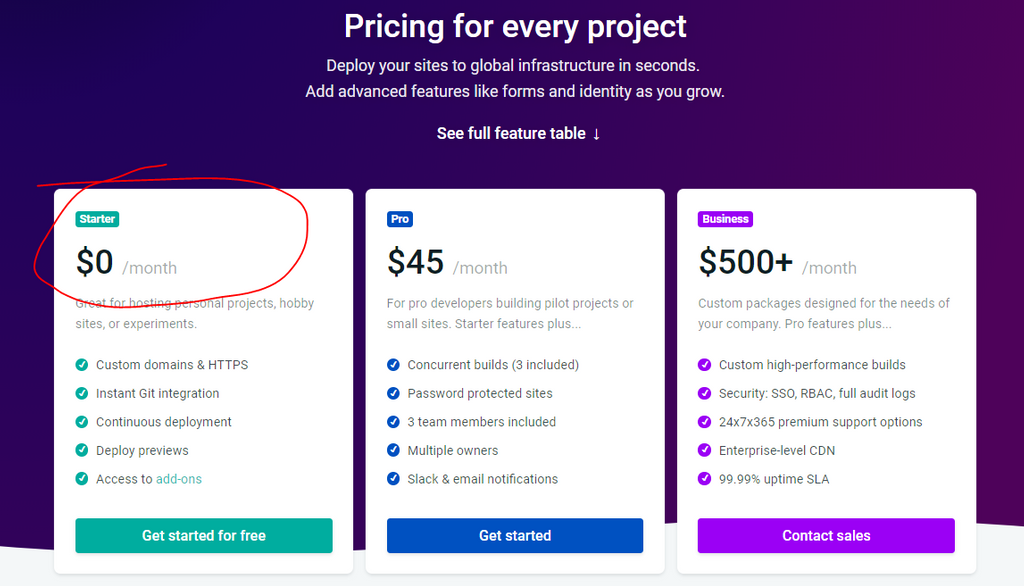 Pricing for every project
Deploy your sites to global infrastructure in seconds.
Add advanced features like forms and identity as you grow.
See full feature table ↓
Starter
$0 /month
Great for hosting personal projects, hobby
sites, or experiments.
Custom domains & HTTPS
Instant Git integration
Continuous deployment
Deploy previews
Access to add-ons
Get started for free
Pro
$45 /month
For pro developers building pilot projects or
small sites. Starter features plus...
Concurrent builds (3 included)
Password protected sites
3 team members included
Multiple owners
Slack & email notifications
Get started
Business
$500+ /month
Custom packages designed for the needs of
your company. Pro features plus...
Custom high-performance builds
Security: SSO, RBAC, full audit logs
24x7x365 premium support options
Enterprise-level CDN
99.99% uptime SLA
Contact sales